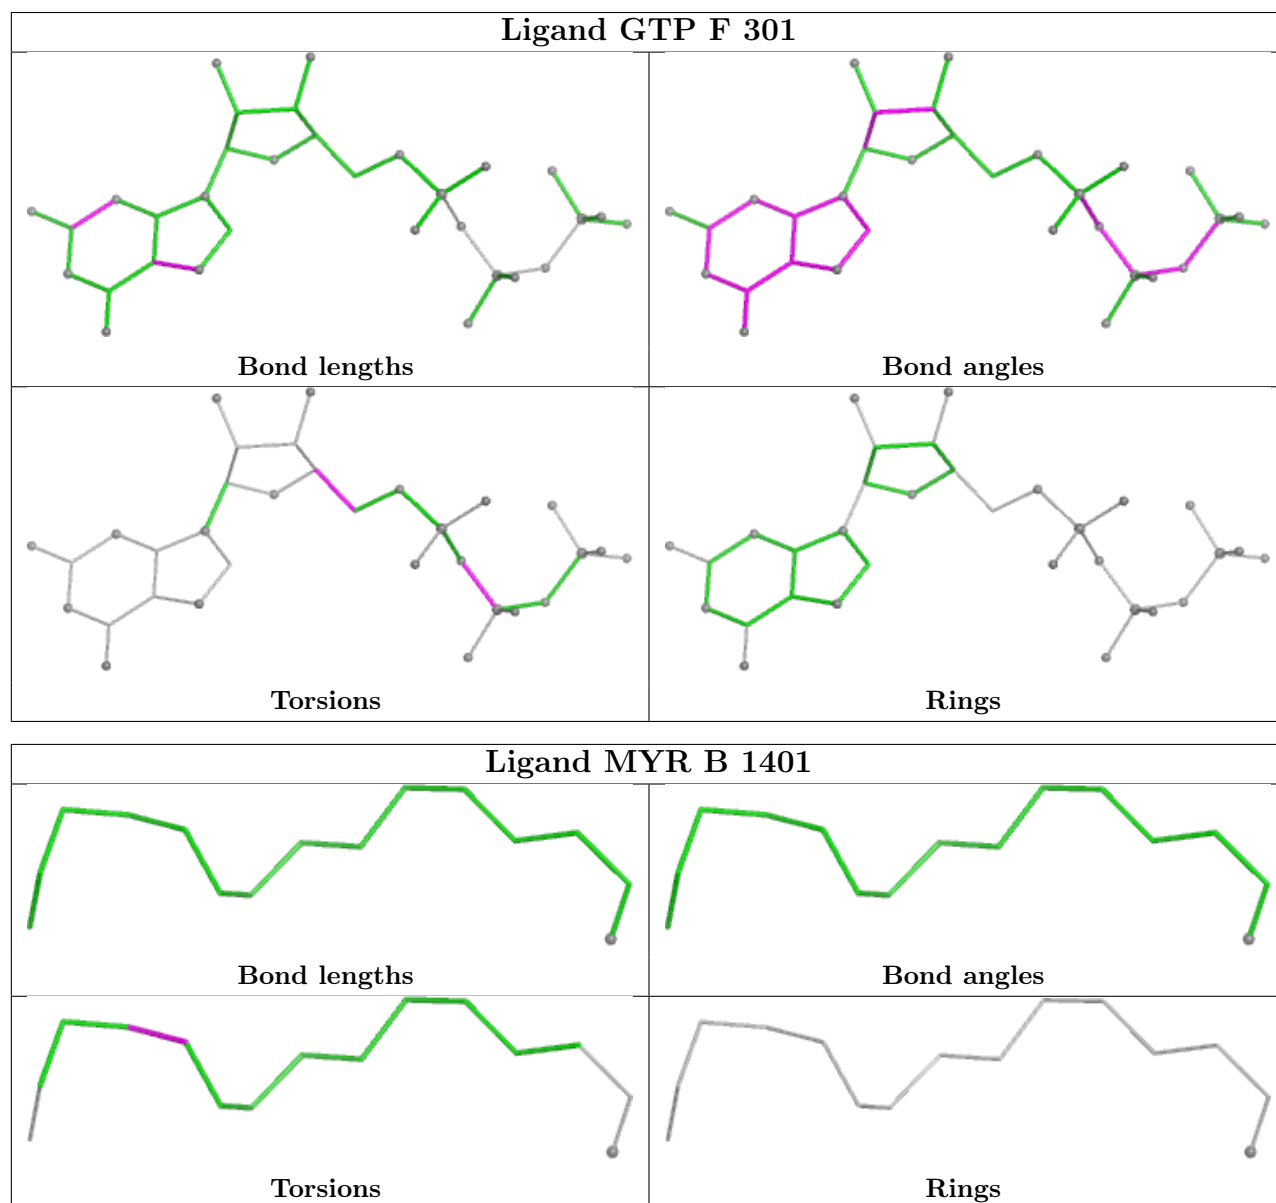 Ligand GTP F 301
Bond lengths
Bond angles
Torsions
Rings
Ligand MYR B 1401
Bond lengths
Bond angles
Torsions
Rings